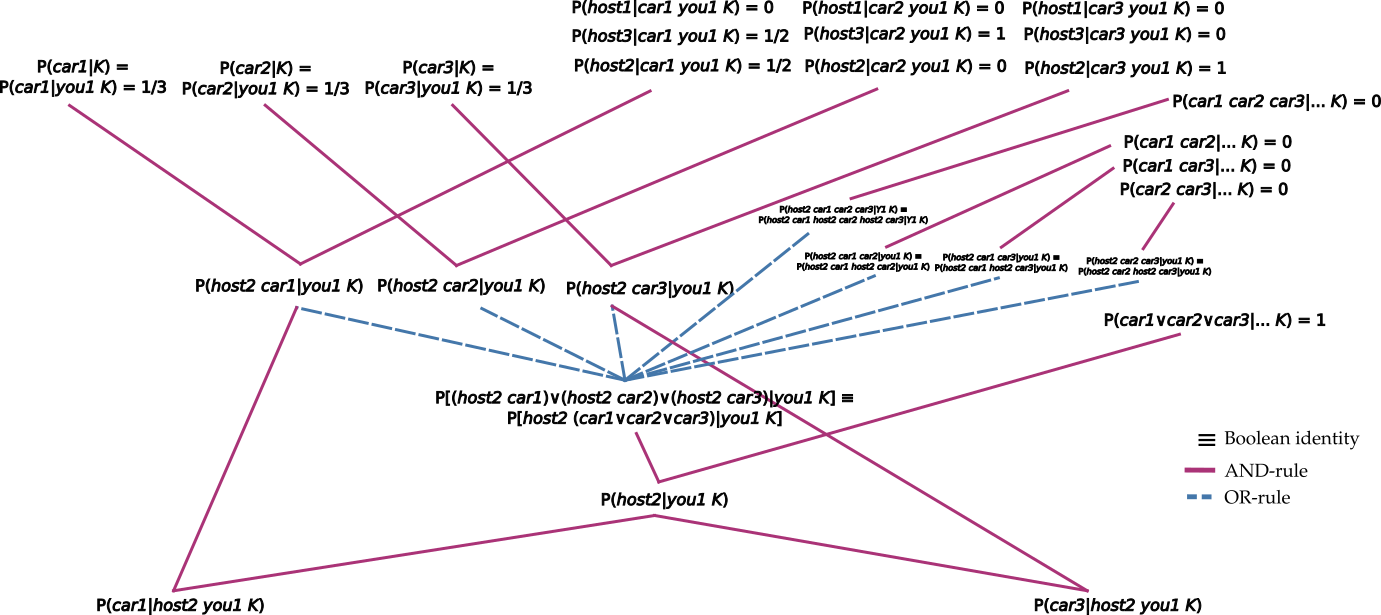 P(host1|car1 you1 K) = 0
P(host1|car2 you1 K) = 0
P(host1|car3 you1 K) = 0
P(host3|car1 you1 K) = 1/2
P(host3|car2 you1 K) = 1
P(host3|car3 you1 K) = 0
P(host2|car1 you1 K) = 1/2
P(host2|car2 you1 K) = 0
P(host2|car3 you1 K) = 1
P(car1|K) =
P(car1|you1 K) = 1/3
P(car2|K) =
P(car2|you1 K) = 1/3
P(car3|K) =
P(car3|you1 K) = 1/3
P(car1 car2 car3|... K) = 0
P(car1 car2|... K) = 0
P(car1 car3|... K) = 0
P(car2 car3|... K) = 0
P(host2 car1 car2 car3|Y1 K) ≡
P(host2 car1 host2 car2 host2 car3|Y1 K)
P(host2 car1 car2|you1 K) ≡
P(host2 car1 host2 car2|you1 K)
P(host2 car1 car3|you1 K) ≡
P(host2 car1 host2 car3|you1 K)
P(host2 car2 car3|you1 K) ≡
P(host2 car2 host2 car3|you1 K)
P(host2 car1|you1 K)
P(host2 car2|you1 K)
P(host2 car3|you1 K)
P(car1∨car2∨car3|... K) = 1
P[(host2 car1)∨(host2 car2)∨(host2 car3)|you1 K] ≡
P[host2 (car1∨car2∨car3)|you1 K]
≡ Boolean identity
AND-rule
OR-rule
P(host2|you1 K)
P(car1|host2 you1 K)
P(car3|host2 you1 K)